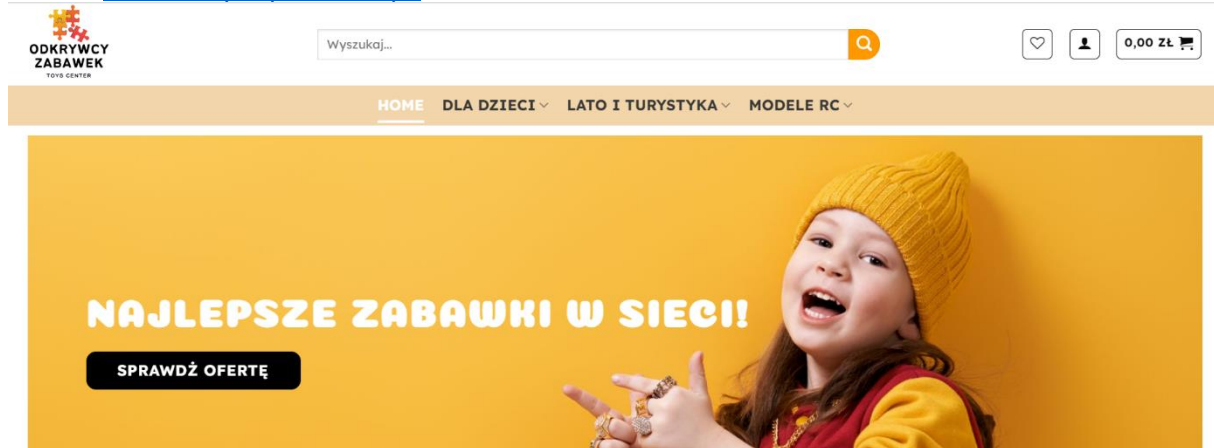 ODKRYWCY
ZABAWEK
TOYS CENTER
Wyszukaj...
0,00 ZŁ
HOME DLA DZIECI LATO I TURYSTYKA MODELE RC
NAJLEPSZE ZABAWKI W SIECI!
SPRAWDŹ OFERTĘ